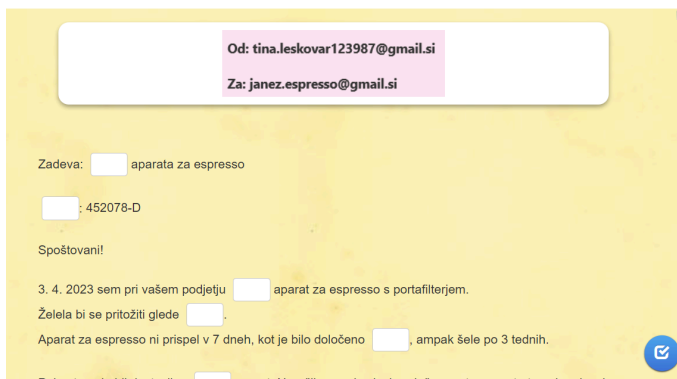 Od: tina.leskovar123987@gmail.si
Za: janez.espresso@gmail.si
Zadeva: aparata za espresso
: 452078-D
Spoštovani!
3. 4. 2023 sem pri vašem podjetju aparat za espresso s portafilterjem.
Želela bi se pritožiti glede .
Aparat za espresso ni prispel v 7 dneh, kot je bilo določeno , ampak šele po 3 tednih.